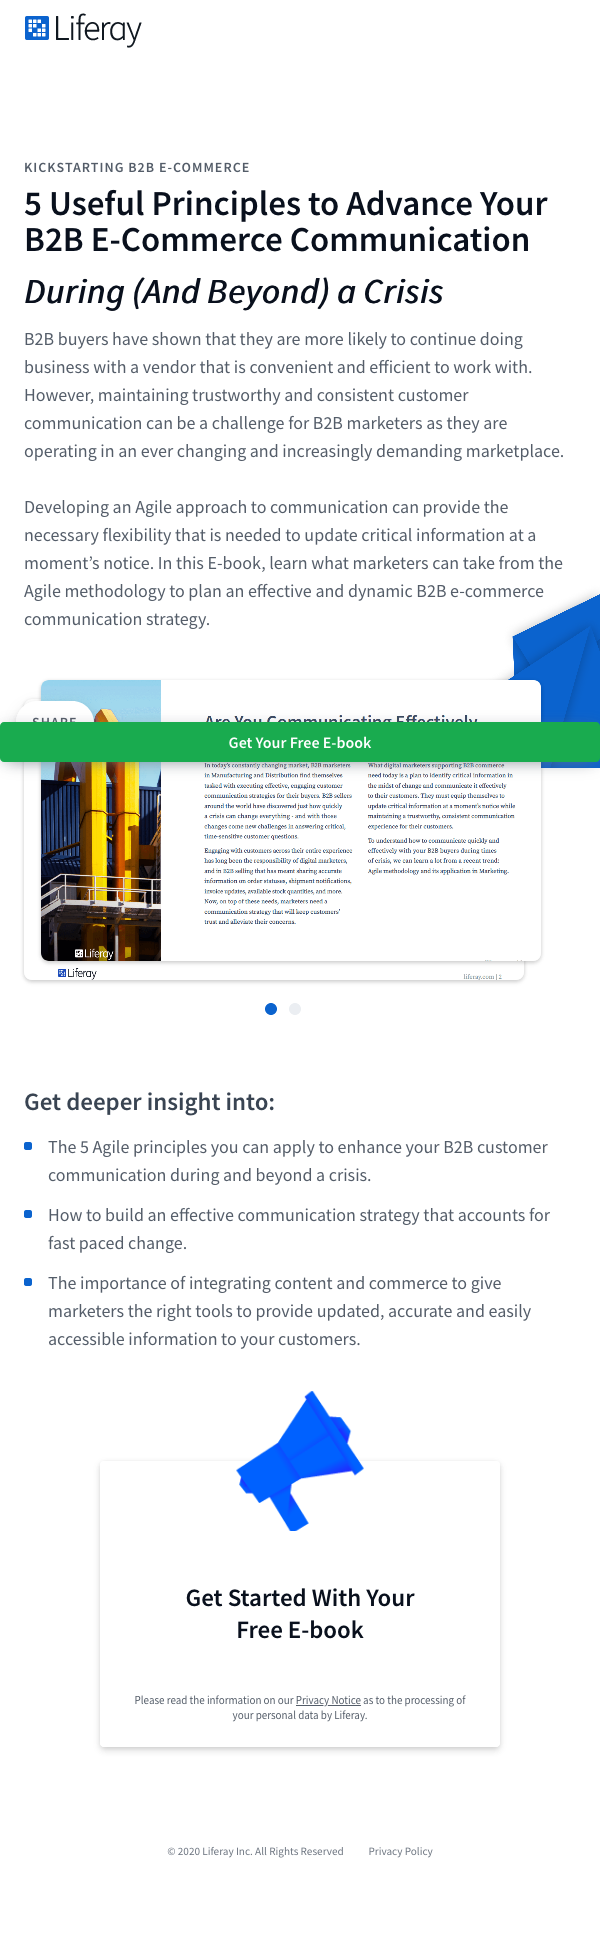 Liferay
KICKSTARTING B2B E-COMMERCE
5 Useful Principles to Advance Your
B2B E-Commerce Communication
During (And Beyond) a Crisis
B2B buyers have shown that they are more likely to continue doing
business with a vendor that is convenient and efficient to work with.
However, maintaining trustworthy and consistent customer
communication can be a challenge for B2B marketers as they are
operating in an ever changing and increasingly demanding marketplace.
Developing an Agile approach to communication can provide the
necessary flexibility that is needed to update critical information at a
moment’s notice. In this E-book, learn what marketers can take from the
Agile methodology to plan an effective and dynamic B2B e-commerce
communication strategy.
SHARE
Are You Communicating Effectively
Get Your Free E-book
In today's constantly changing market, B2B marketers
in Manufacturing and Distribution find themselves
tasked with executing effective, engaging customer
communication strategies for their buyers. B2B sellers
around the world have discovered just how quickly
a crisis can change everything - and with those
changes come new challenges in answering critical,
time-sensitive customer questions.
Engaging with customers across their entire experience
has long been the responsibility of digital marketers,
and in B2B selling that has meant sharing accurate
information on order statuses, shipment notifications,
invoice updates, available stock quantities, and more.
Now, on top of these needs, marketers need a
communication strategy that will keep customers'
trust and alleviate their concerns.
What digital marketers supporting B2B commerce
need today is a plan to identify critical information in
the midst of change and communicate it effectively
to their customers. They must equip themselves to
update critical information at a moment's notice while
maintaining a trustworthy, consistent communication
experience for their customers.
To understand how to communicate quickly and
effectively with your B2B buyers during times
of crisis, we can learn a lot from a recent trend:
Agile methodology and its application in Marketing.
Liferay
Liferay
liferay.com | 2
Get deeper insight into:
The 5 Agile principles you can apply to enhance your B2B customer
communication during and beyond a crisis.
How to build an effective communication strategy that accounts for
fast paced change.
The importance of integrating content and commerce to give
marketers the right tools to provide updated, accurate and easily
accessible information to your customers.
Get Started With Your
Free E-book
Please read the information on our Privacy Notice as to the processing of
your personal data by Liferay.
© 2020 Liferay Inc. All Rights Reserved Privacy Policy